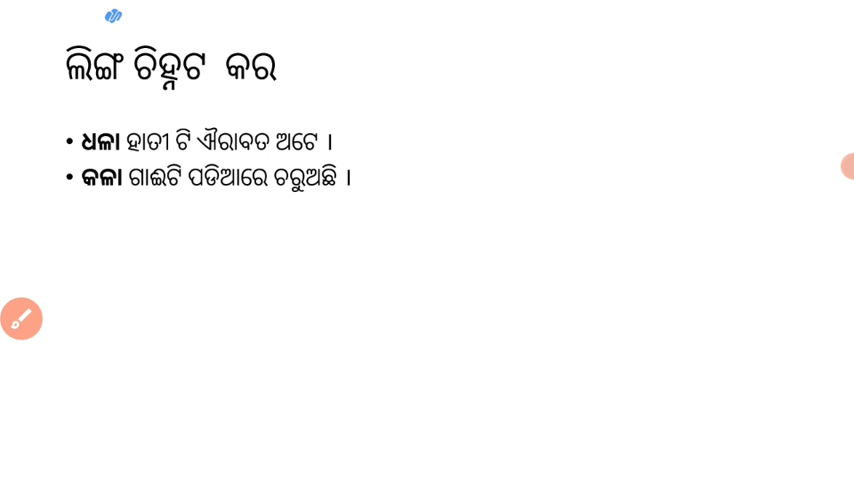 ଲିଙ୍ଗ ଚିହ୍ନଟ କର
• ଧଳା ହାତୀ ଟି ଐରାବତ ଅଟେ ।
• କଳା ଗାଈଟି ପଡିଆରେ ଚରୁଅଛି ।